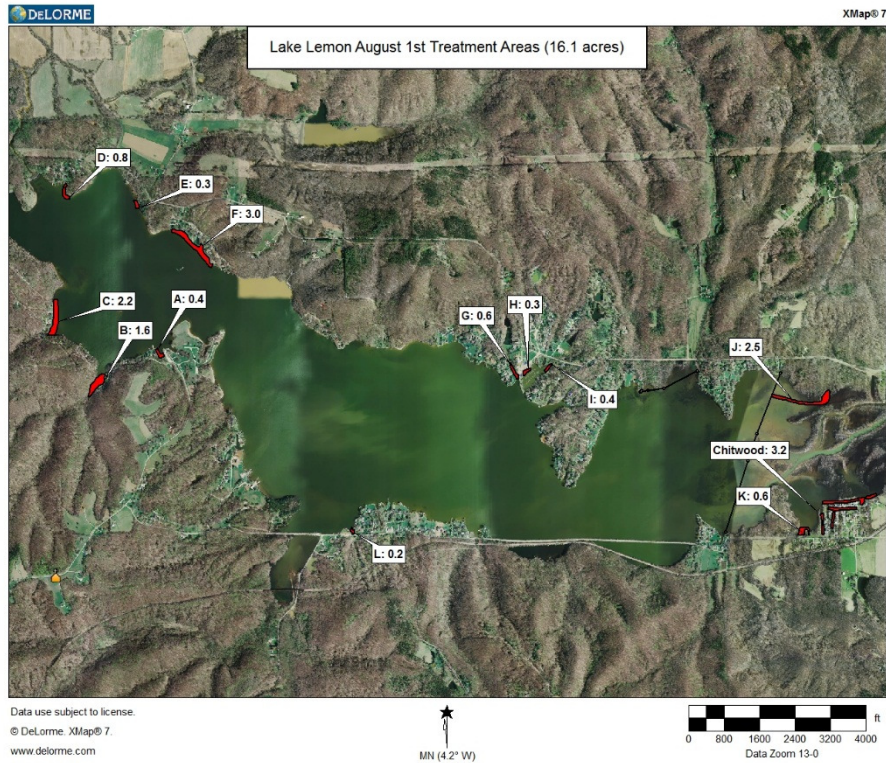 DELORME
XMap® 7
Lake Lemon August 1st Treatment Areas (16.1 acres)
D: 0.8
E: 0.3
F: 3.0
C: 2.2
A: 0.4
B: 1.6
G: 0.6
H: 0.3
I: 0.4
J: 2.5
Chitwood: 3.2
K: 0.6
L: 0.2
Data use subject to license.
© DeLorme. XMap® 7.
www.delorme.com
MN (4.2° W)
ft
0 800 1600 2400 3200 4000
Data Zoom 13-0